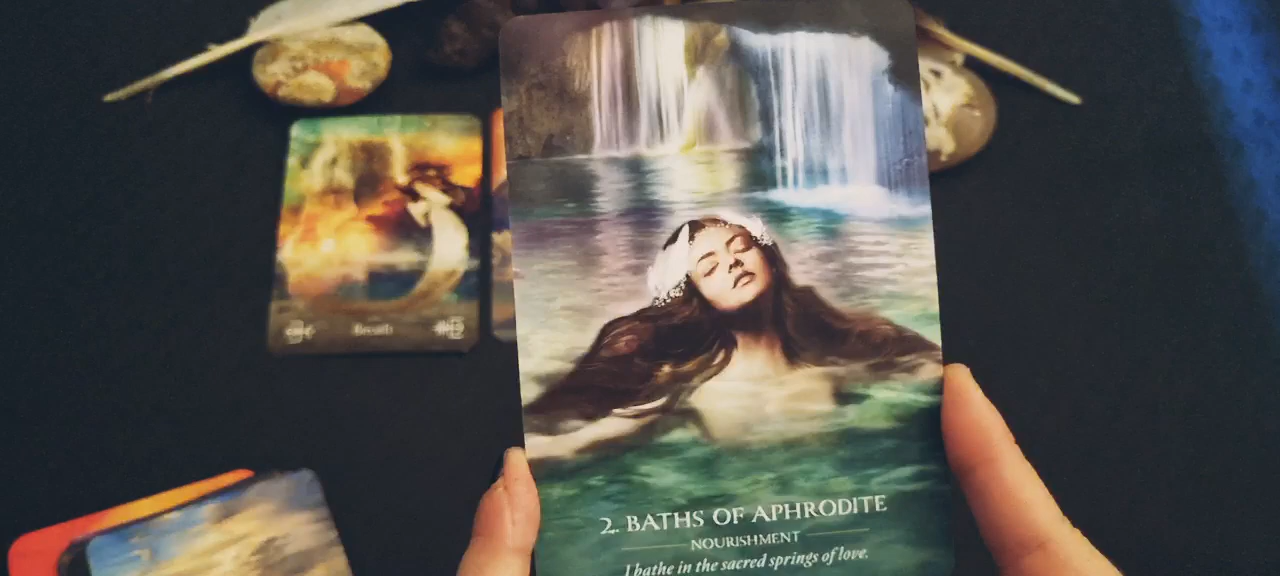 Breath
2. BATHS OF APHRODITE
NOURISHMENT
I bathe in the sacred springs of love.